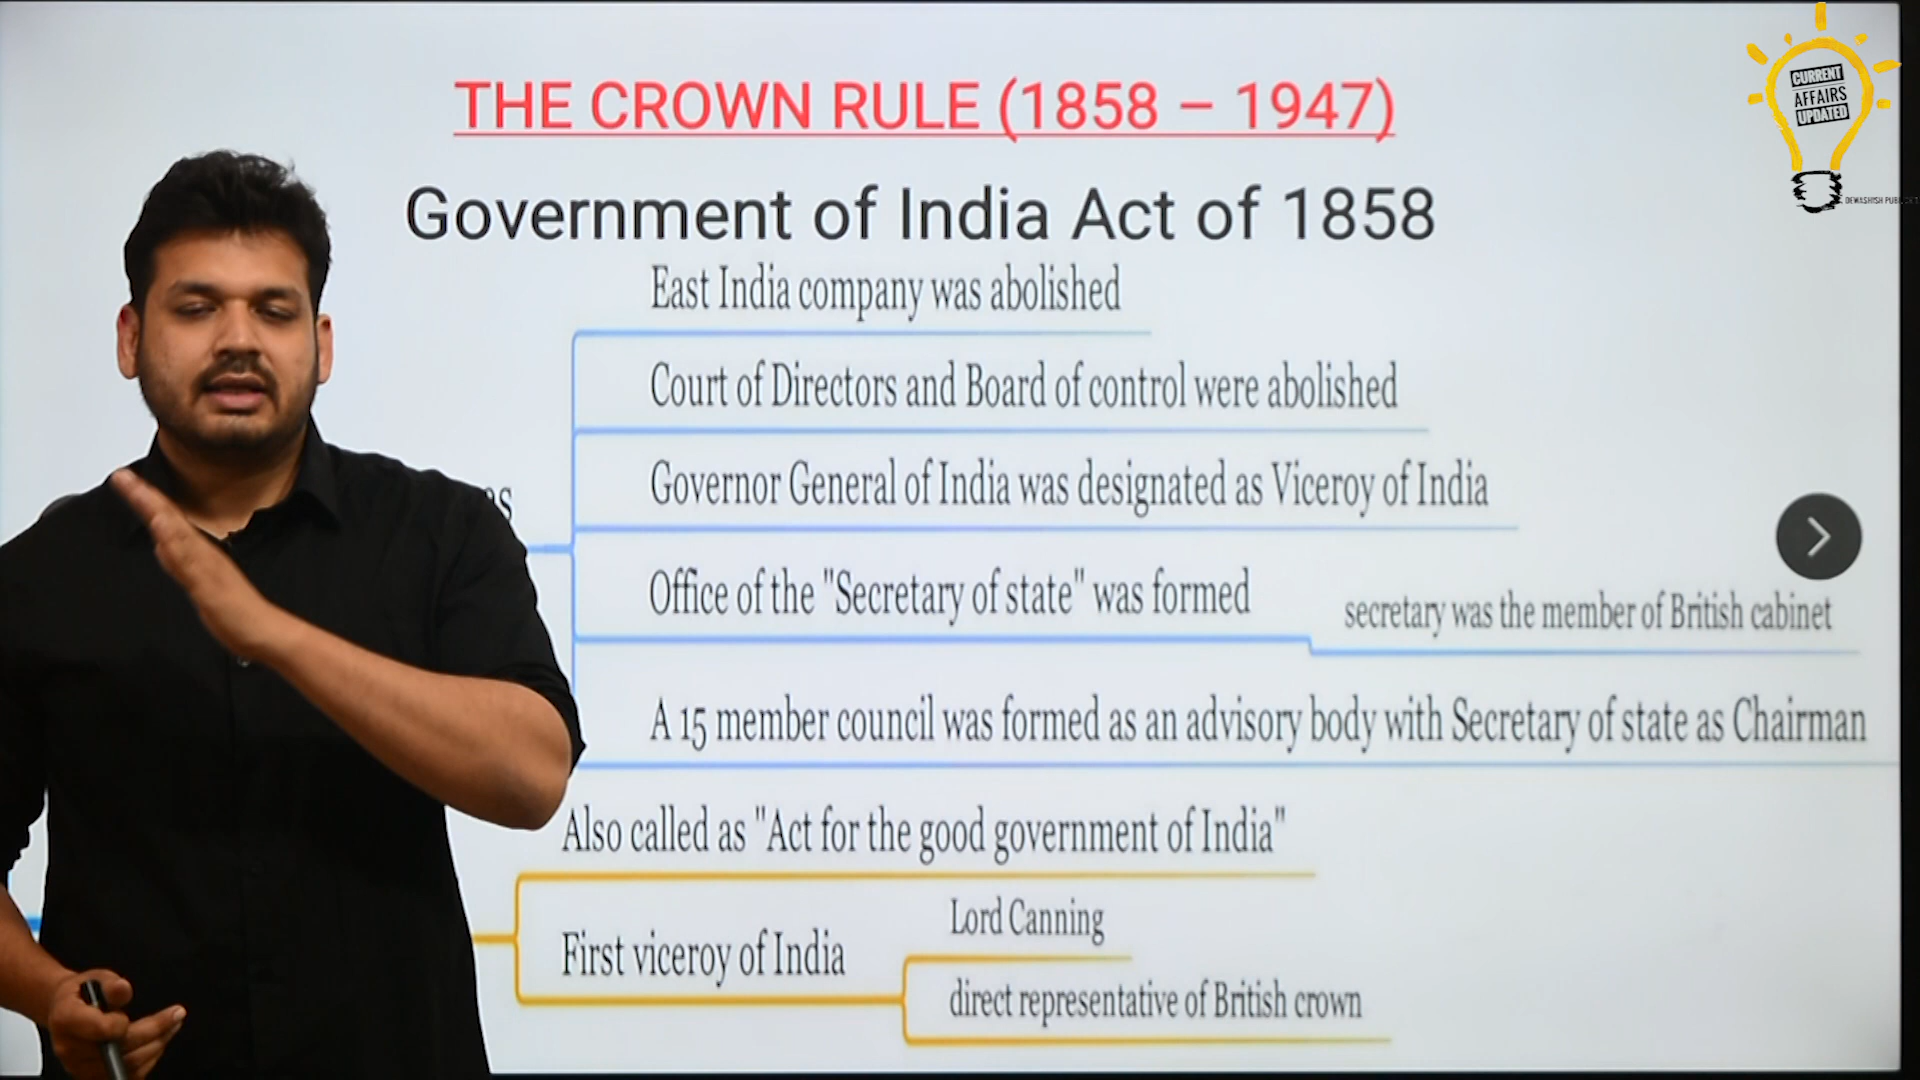 THE CROWN RULE (1858 – 1947)
Government of India Act of 1858
East India company was abolished
Court of Directors and Board of control were abolished
Governor General of India was designated as Viceroy of India
Office of the "Secretary of state" was formed
secretary was the member of British cabinet
A 15 member council was formed as an advisory body with Secretary of state as Chairman
Also called as "Act for the good government of India"
First viceroy of India
Lord Canning
direct representative of British crown
CURRENT
AFFAIRS
UPDATED